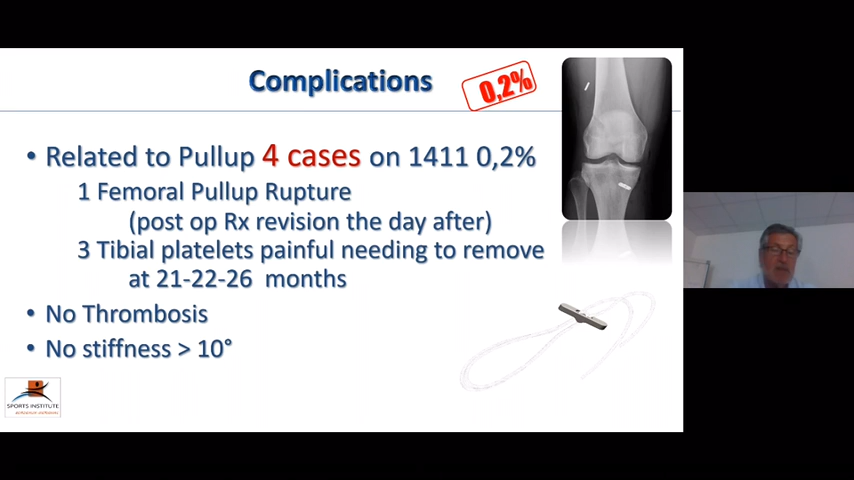 Complications
0,2%
• Related to Pullup 4 cases on 1411 0,2%
1 Femoral Pullup Rupture
(post op Rx revision the day after)
3 Tibial platelets painful needing to remove
at 21-22-26 months
• No Thrombosis
• No stiffness > 10°
SPORTS INSTITUTE